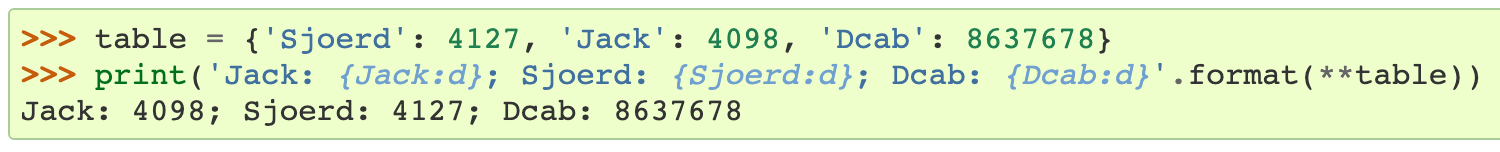 >>> table = {'Sjoerd': 4127, 'Jack': 4098, 'Dcab': 8637678}
>>> print('Jack: {Jack:d}; Sjoerd: {Sjoerd:d}; Dcab: {Dcab:d}'.format(**table))
Jack: 4098; Sjoerd: 4127; Dcab: 8637678